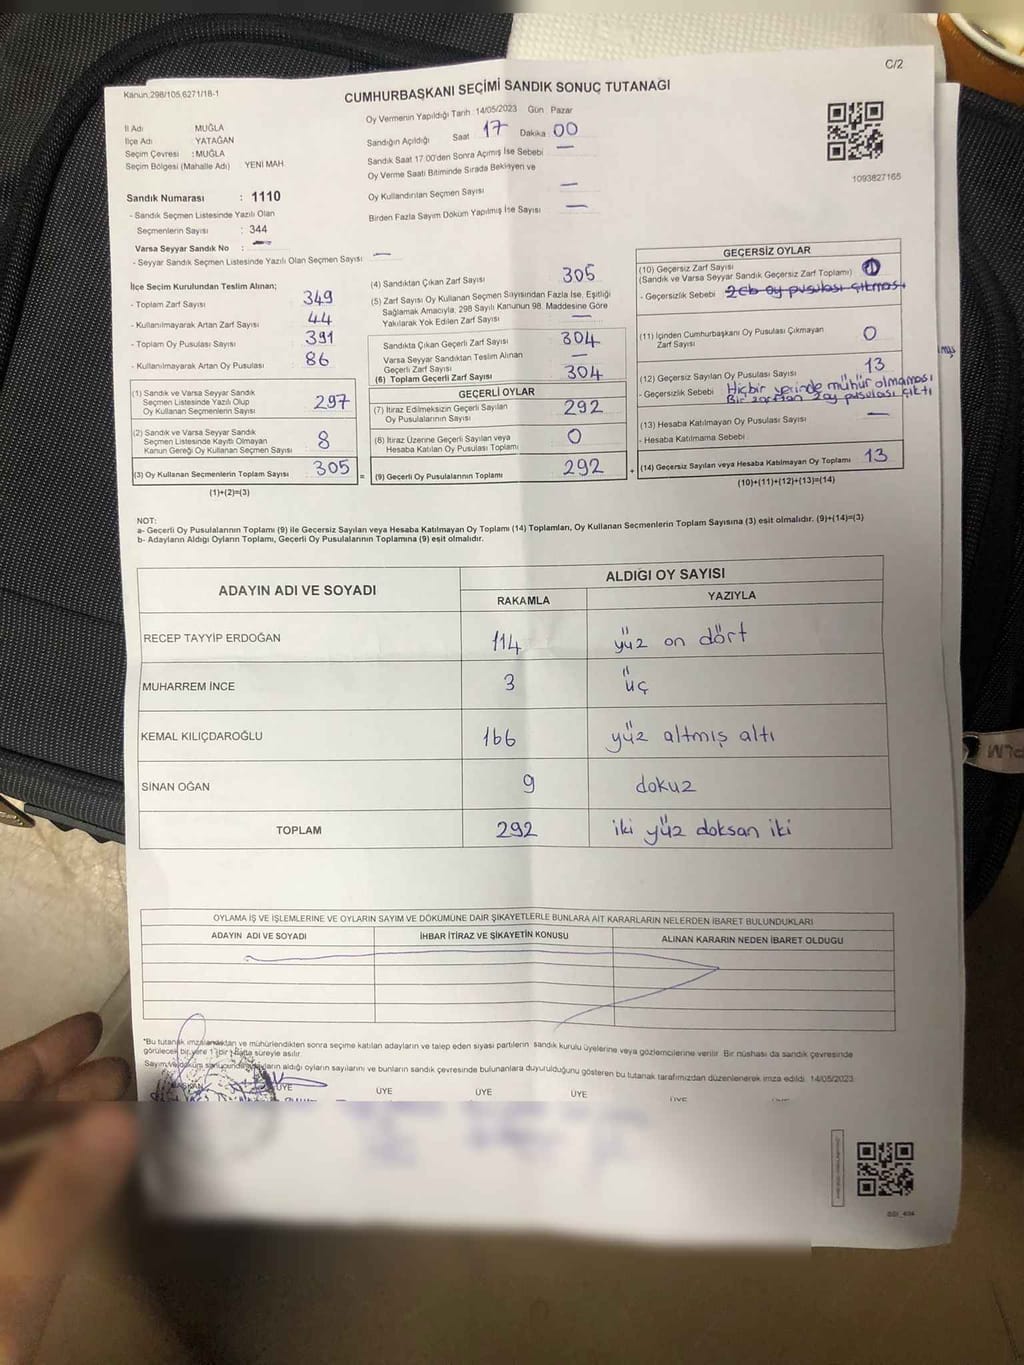 C/2
Kanun.298/105,6271/18-1
CUMHURBAŞKANI SEÇİMİ SANDIK SONUÇ TUTANAĞI
Oy Vermenin Yapıldığı Tarih 14/05/2023 Gün Pazar
İl Adı MUĞLA
İlçe Adı YATAĞAN
Seçim Çevresi : MUĞLA
Seçim Bölgesi (Mahalle Adı) YENİ MAH
Sandığın Açıldığı Saat 17 Dakika 00
Sandık Saat 17.00'den Sonra Açmış İse Sebebi —
Oy Verme Saati Bitiminde Sırada Bekleyen ve
Oy Kullandırılan Seçmen Sayısı —
Birden Fazla Sayım Döküm Yapılmış İse Sayısı —
1093827165
Sandık Numarası : 1110
- Sandık Seçmen Listesinde Yazılı Olan
Seçmenlerin Sayısı : 344
Varsa Seyyar Sandık No : —
- Seyyar Sandık Seçmen Listesinde Yazılı Olan Seçmen Sayısı —
İlçe Seçim Kurulundan Teslim Alınan;
- Toplam Zarf Sayısı 349
- Kullanılmayarak Artan Zarf Sayısı 44
- Toplam Oy Pusulası Sayısı 391
- Kullanılmayarak Artan Oy Pusulası 86
(1) Sandık ve Varsa Seyyar Sandık
Seçmen Listesinde Yazılı Olup
Oy Kullanan Seçmenlerin Sayısı 297
(2) Sandık ve Varsa Seyyar Sandık
Seçmen Listesinde Kayıtlı Olmayan
Kanun Gereği Oy Kullanan Seçmen Sayısı 8
(3) Oy Kullanan Seçmenlerin Toplam Sayısı 305
(1)+(2)=(3)
(4) Sandıktan Çıkan Zarf Sayısı 305
(5) Zarf Sayısı Oy Kullanan Seçmen Sayısından Fazla İse, Eşitliği
Sağlamak Amacıyla, 298 Sayılı Kanunun 98. Maddesine Göre
Yakılarak Yok Edilen Zarf Sayısı —
Sandıkta Çıkan Geçerli Zarf Sayısı 304
Varsa Seyyar Sandıktan Teslim Alınan
Geçerli Zarf Sayısı —
(6) Toplam Geçerli Zarf Sayısı 304
GEÇERLİ OYLAR
(7) İtiraz Edilmeksizin Geçerli Sayılan
Oy Pusulalarının Sayısı 292
(8) İtiraz Üzerine Geçerli Sayılan veya
Hesaba Katılan Oy Pusulası Toplamı 0
= (9) Geçerli Oy Pusulalarının Toplamı 292
GEÇERSİZ OYLAR
(10) Geçersiz Zarf Sayısı
(Sandık ve Varsa Seyyar Sandık Geçersiz Zarf Toplamı)
- Geçersizlik Sebebi oy pusulası çıkması
(11) İçinden Cumhurbaşkanı Oy Pusulası Çıkmayan
Zarf Sayısı 0
(12) Geçersiz Sayılan Oy Pusulası Sayısı 13
- Geçersizlik Sebebi Hiçbir yerinde mühür olmaması
Bir zarftan 2 oy pusulası çıktı
(13) Hesaba Katılmayan Oy Pusulası Sayısı —
- Hesaba Katılmama Sebebi
+ (14) Geçersiz Sayılan veya Hesaba Katılmayan Oy Toplamı 13
(10)+(11)+(12)+(13)=(14)
NOT:
a- Geçerli Oy Pusulalarının Toplamı (9) ile Geçersiz Sayılan veya Hesaba Katılmayan Oy Toplamı (14) Toplamları, Oy Kullanan Seçmenlerin Toplam Sayısına (3) eşit olmalıdır. (9)+(14)=(3)
b- Adayların Aldığı Oyların Toplamı, Geçerli Oy Pusulalarının Toplamına (9) eşit olmalıdır.
ADAYIN ADI VE SOYADI
ALDIĞI OY SAYISI
RAKAMLA YAZIYLA
RECEP TAYYİP ERDOĞAN 114 yüz on dört
MUHARREM İNCE 3 üç
KEMAL KILIÇDAROĞLU 166 yüz altmış altı
SİNAN OĞAN 9 dokuz
TOPLAM 292 iki yüz doksan iki
OYLAMA İŞ VE İŞLEMLERİNE VE OYLARIN SAYIM VE DÖKÜMÜNE DAİR ŞİKAYETLERLE BUNLARA AİT KARARLARIN NELERDEN İBARET BULUNDUKLARI
ADAYIN ADI VE SOYADI İHBAR İTİRAZ VE ŞİKAYETİN KONUSU ALINAN KARARIN NEDEN İBARET OLDUĞU
*Bu tutanak imzalandıktan ve mühürlendikten sonra seçime katılan adayların ve talep eden siyasi partilerin sandık kurulu üyelerine veya gözlemcilerine verilir. Bir nüshası da sandık çevresinde
görülecek bir yere 1 bir hafta süreyle asılır.
Sayım ve döküm sonucunda adayların aldığı oyların sayılarını ve bunların sandık çevresinde bulunanlara duyurulduğunu gösteren bu tutanak tarafımızdan düzenlenerek imza edildi. 14/05/2023
BAŞKAN ÜYE ÜYE ÜYE ÜYE ÜYE